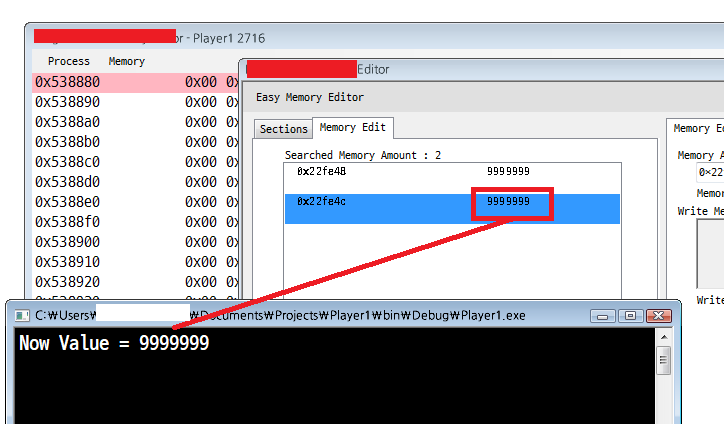 or - Player1 2716
Process Memory
0x538880 0x00 0x
0x538890 0x00 0x
0x5388a0 0x00 0x
0x5388b0 0x00 0x
0x5388c0 0x00 0x
0x5388d0 0x00 0x
0x5388e0 0x00 0x
0x5388f0 0x00 0x
0x538900 0x00 0x
0x538910 0x00 0x
0x538920 0x00 0x
Editor
Easy Memory Editor
Sections Memory Edit
Searched Memory Amount : 2
0x22fe48 9999999
0x22fe4c 9999999
Memory Ed
Memory A
0x22
Memor
Write Me
Write
C:₩Users₩ ₩Documents₩Projects₩Player1₩bin₩Debug₩Player1.exe
Now Value = 9999999